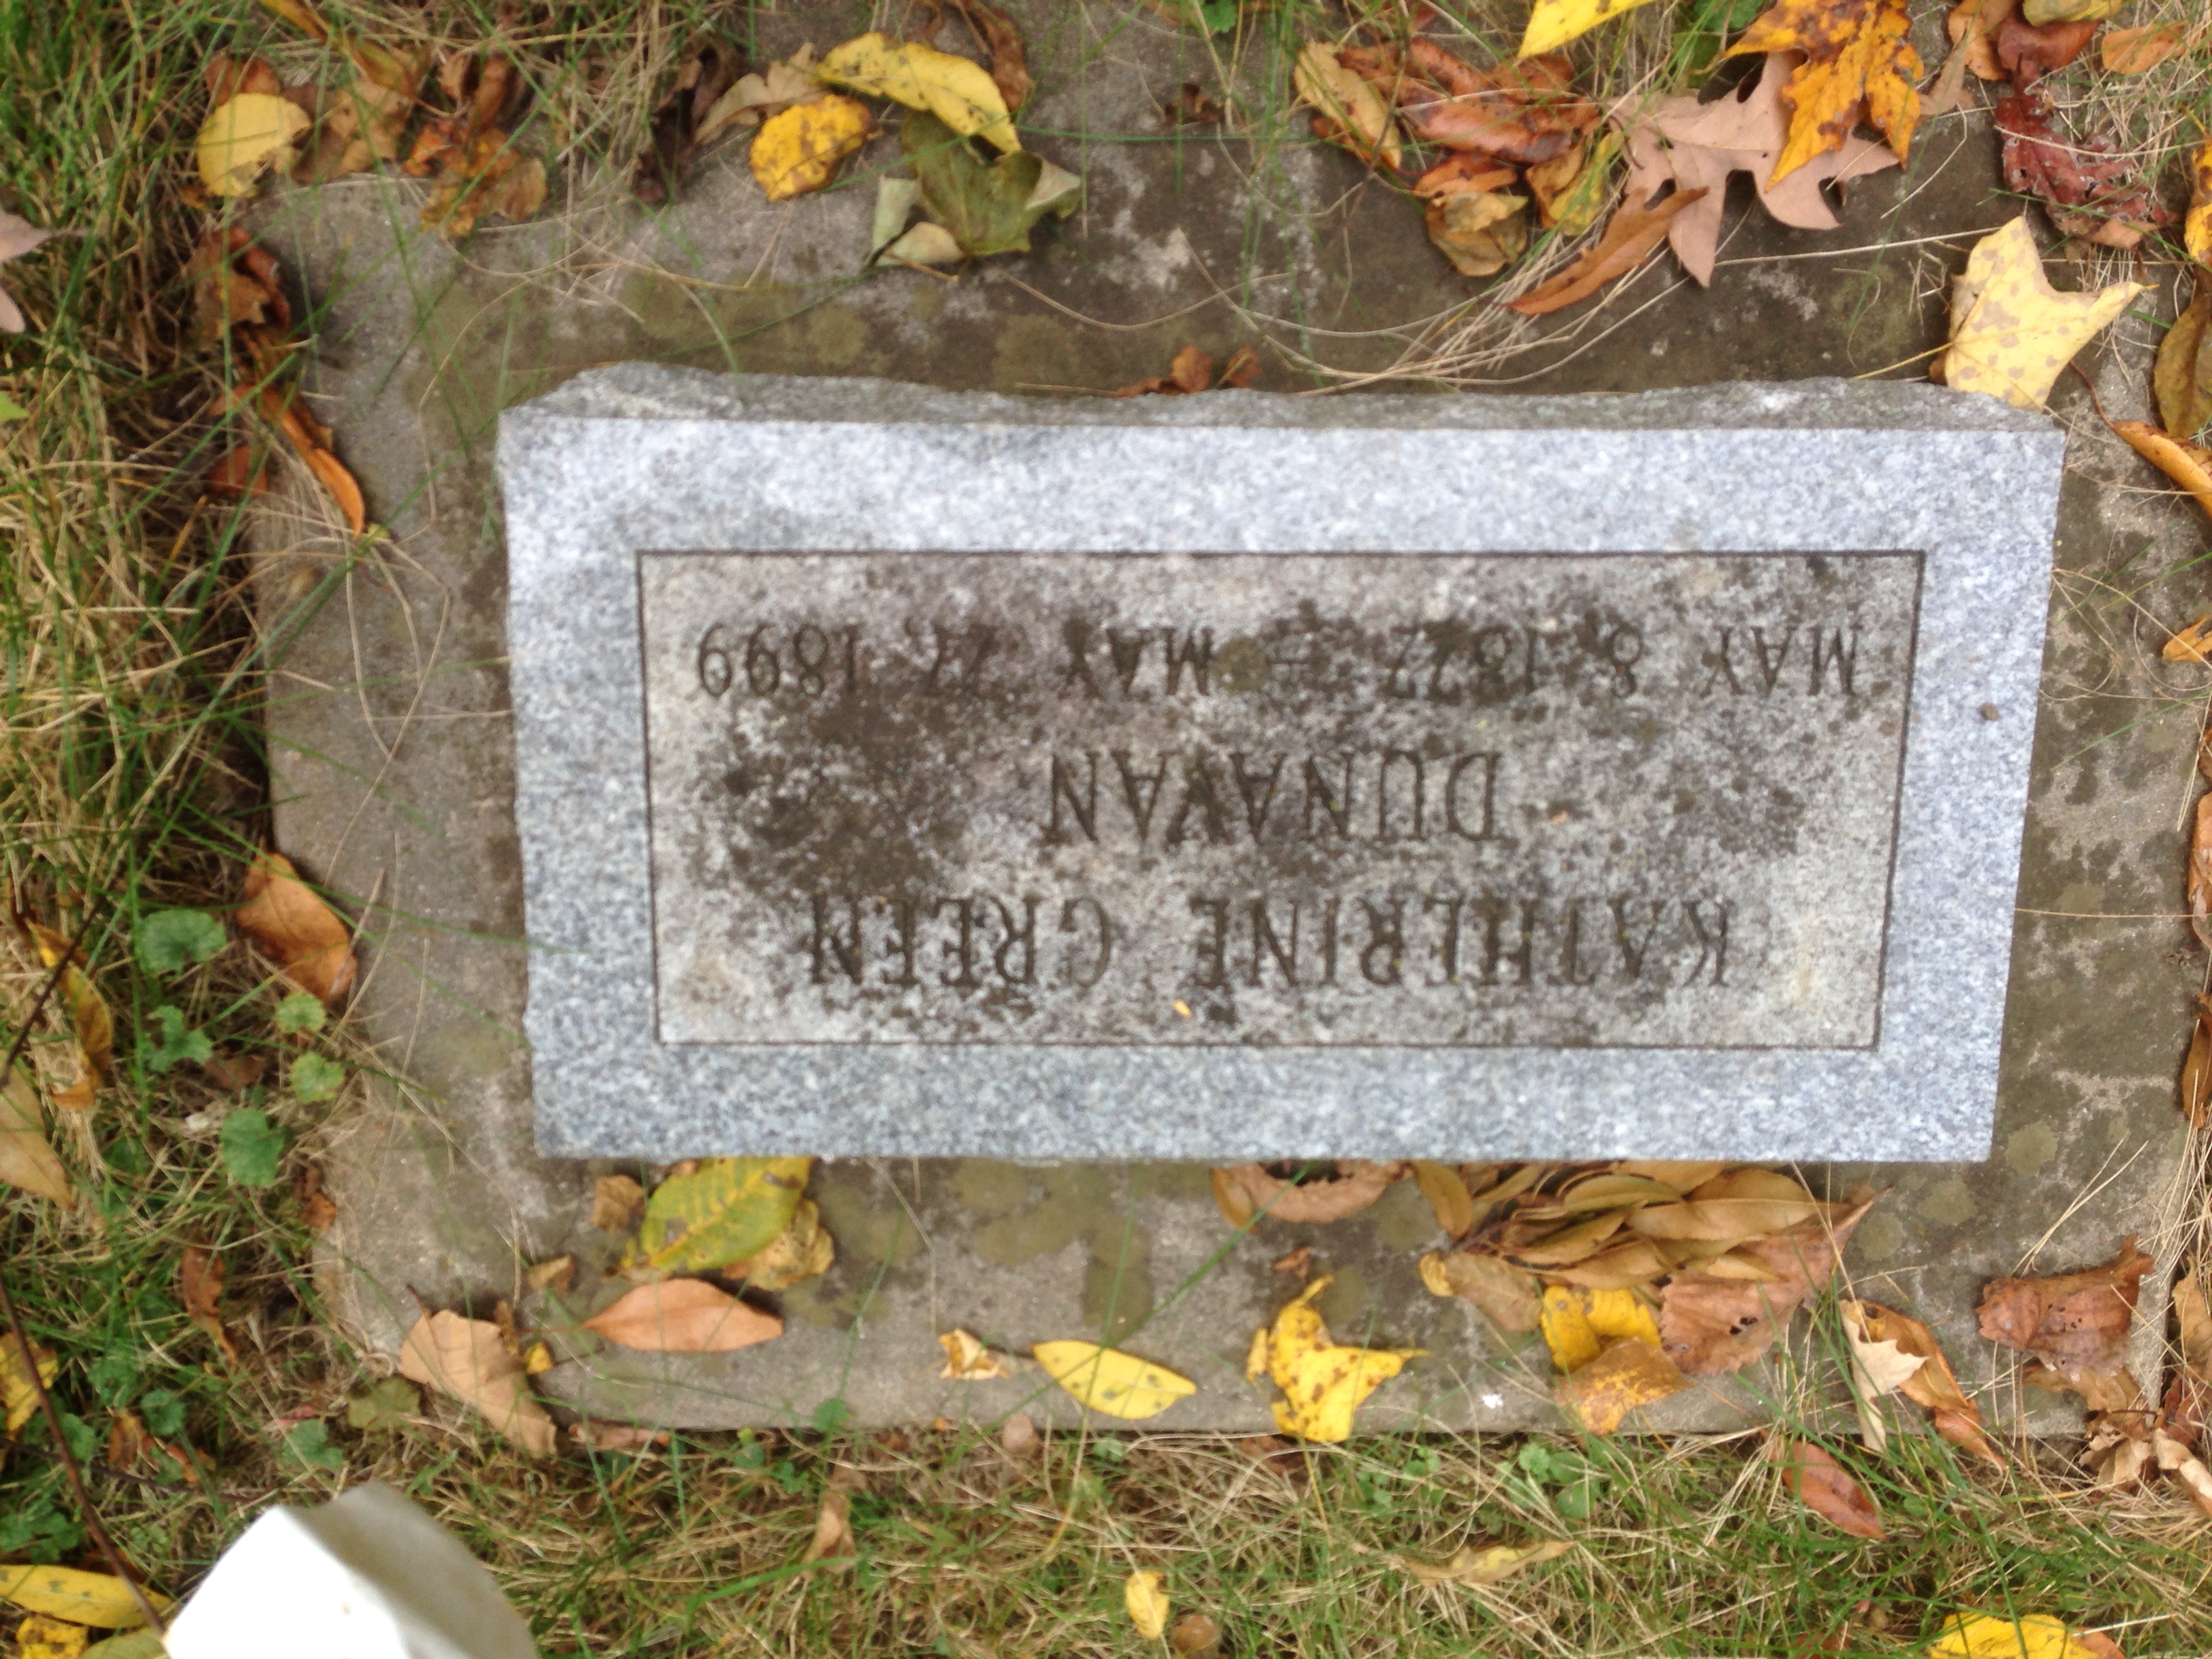 KATHERINE GREEN
DUNAVAN
MAY 8, 1822 – MAY 27, 1899